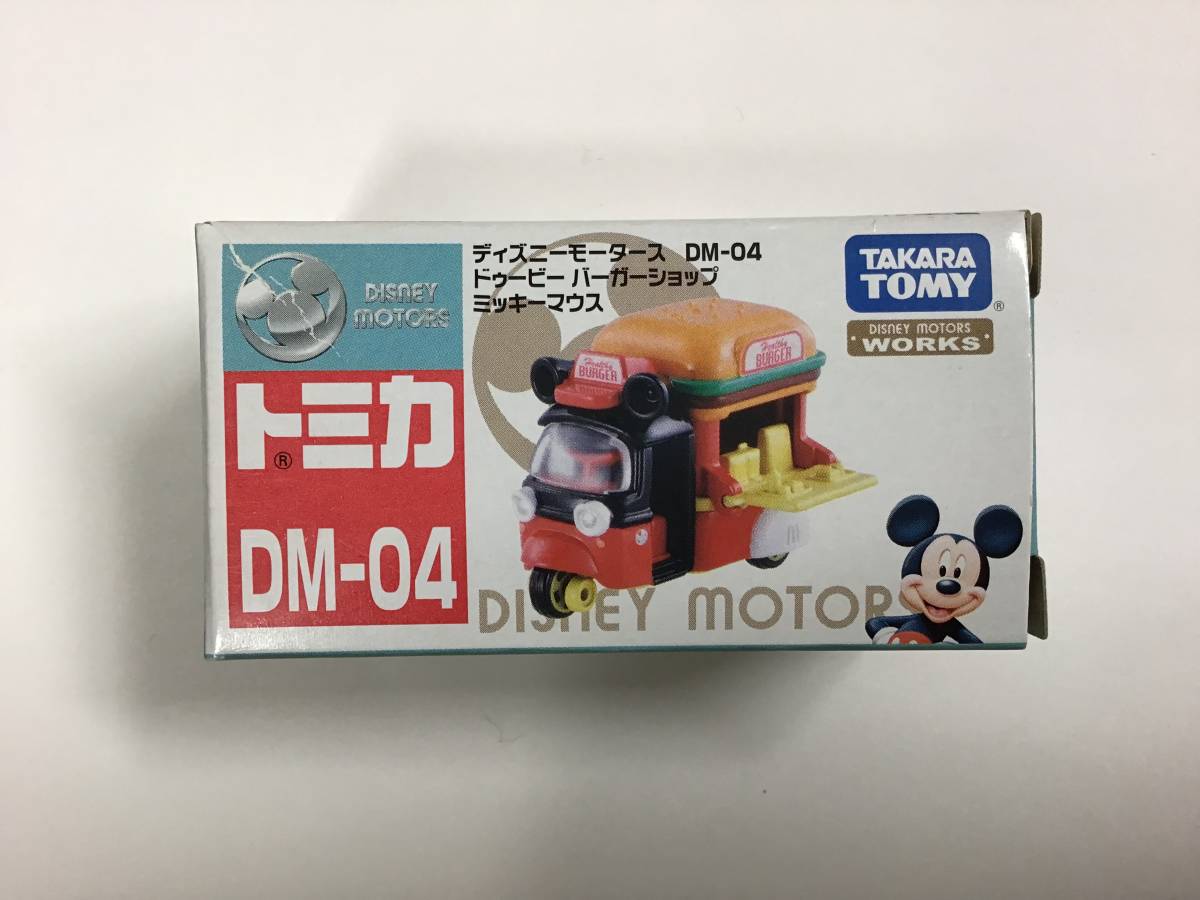 DISNEY
MOTORS
トミカ
®
DM-04
ディズニーモータース DM-04
ドゥービー バーガーショップ
ミッキーマウス
TAKARA
TOMY
®
DISNEY MOTORS
WORKS
Healthy
BURGER
Healthy
BURGER
DISNEY MOTORS